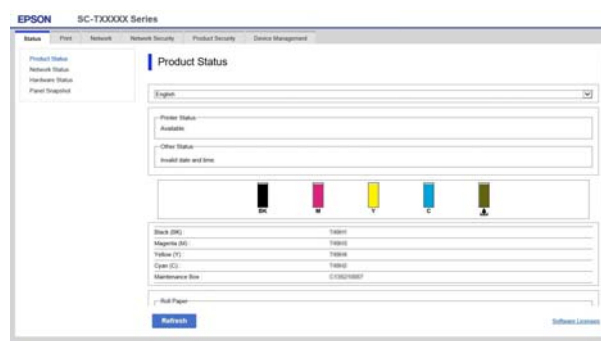 EPSON SC-TXXXXX Series
Status Print Network Network Security Product Security Device Management
Product Status
Network Status
Hardware Status
Panel Snapshot
Product Status
English
Printer Status
Available
Other Status
Invalid date and time.
BK M Y C
Black (BK) :
Magenta (M) :
Yellow (Y) :
Cyan (C) :
Maintenance Box :
Roll Paper
Refresh
Software Licenses